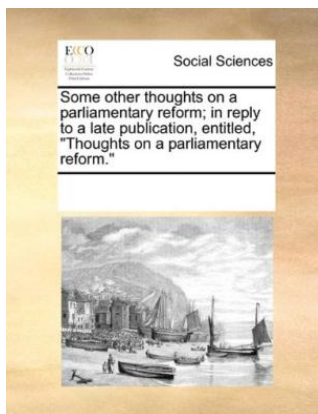 ECCO
Social Sciences
Some other thoughts on a
parliamentary reform; in reply
to a late publication, entitled,
"Thoughts on a parliamentary
reform."